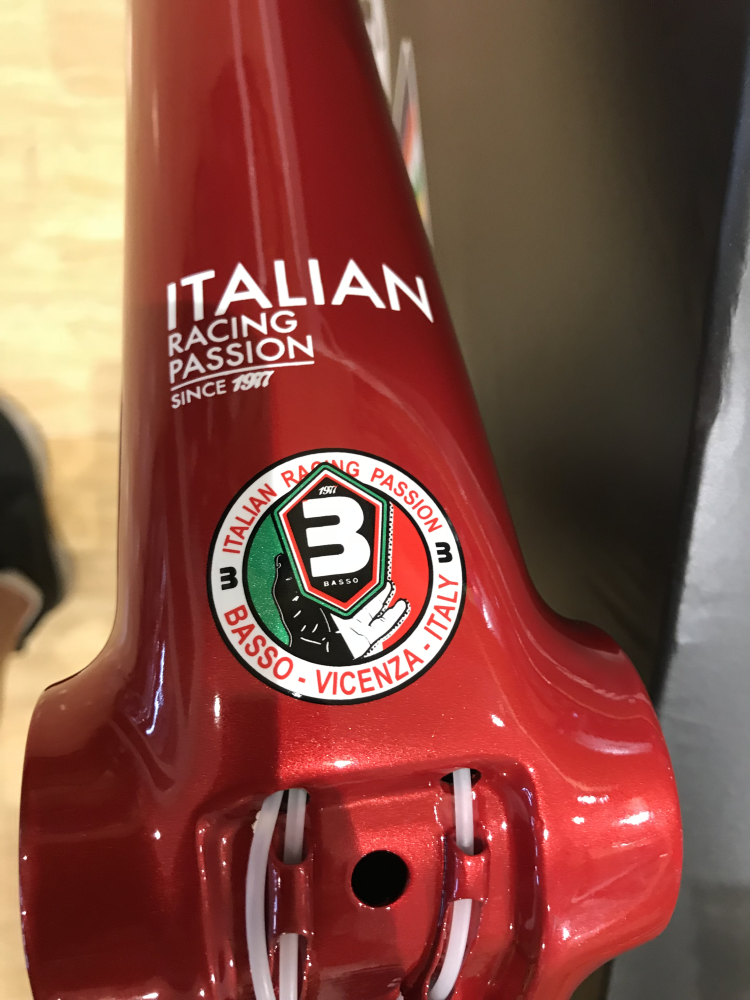 ITALIAN
RACING
PASSION
SINCE 1977
ITALIAN RACING PASSION
1977
B
BASSO
B B
BASSO - VICENZA - ITALY